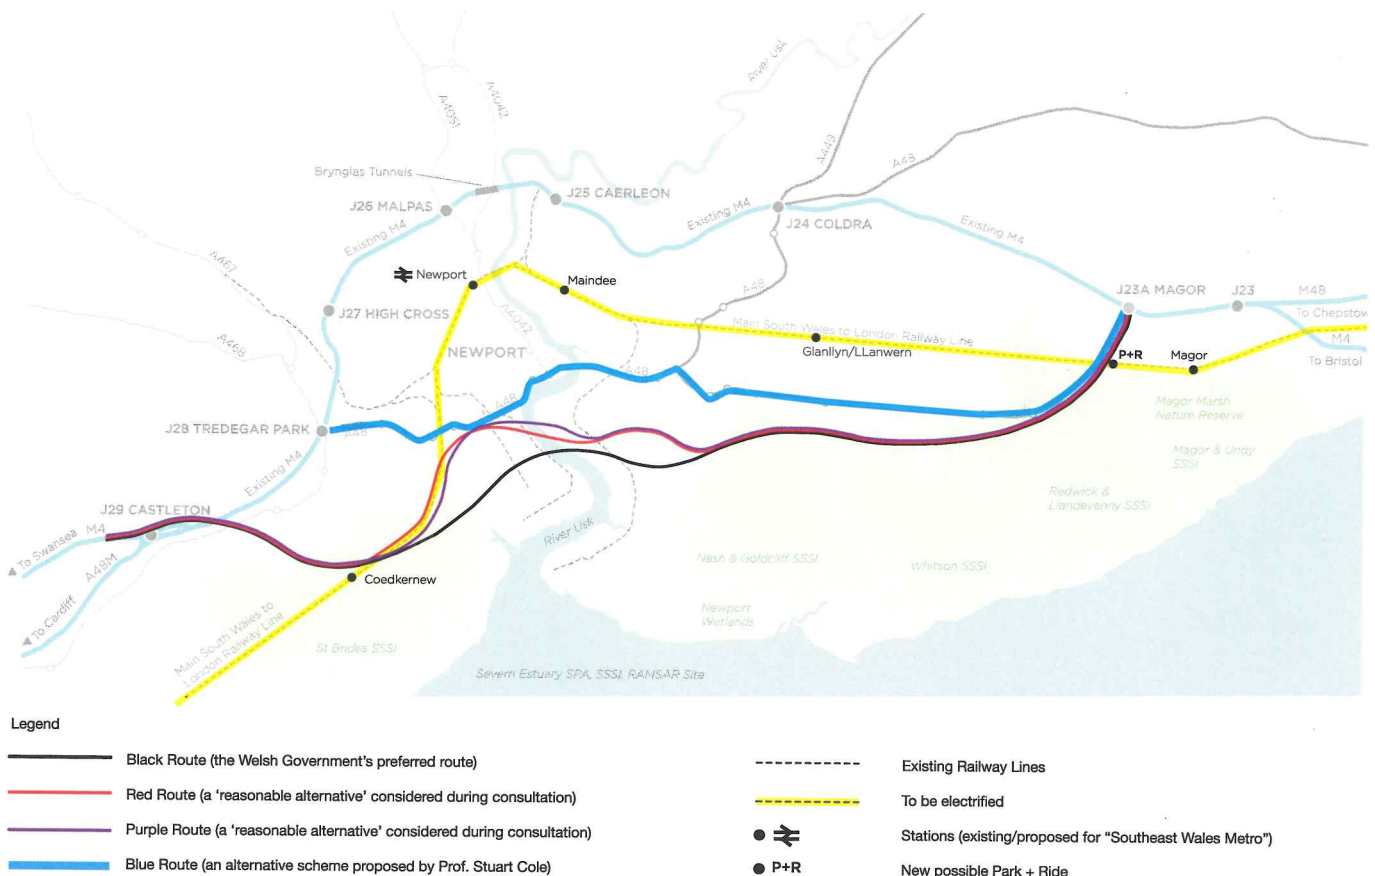 River Usk
A4042
A4051
A449
A48
Brynglas Tunnels
J25 CAERLEON
J26 MALPAS
Existing M4
Existing M4
J24 COLDRA
Existing M4
A467
Newport
Maindee
A48
J23A MAGOR
J23
M48
To Chepstow
J27 HIGH CROSS
A4042
Main South Wales to London Railway Line
M4
To Bristol
A468
NEWPORT
Glanllyn/LLanwern
P+R
Magor
A48
Magor Marsh
Nature Reserve
A48
J28 TREDEGAR PARK
A48
Magor & Undy
SSSI
Existing M4
Redwick &
Llandevenny SSSI
J29 CASTLETON
M4
To Swansea
A48M
River Usk
Nash & Goldcliff SSSI
Whitson SSSI
Coedkernew
To Cardiff
Newport
Wetlands
Main South Wales to
London Railway Line
St Brides SSSI
Severn Estuary SPA, SSSI, RAMSAR Site
Legend
Black Route (the Welsh Government's preferred route)
Red Route (a 'reasonable alternative' considered during consultation)
Purple Route (a 'reasonable alternative' considered during consultation)
Blue Route (an alternative scheme proposed by Prof. Stuart Cole)
Existing Railway Lines
To be electrified
Stations (existing/proposed for "Southeast Wales Metro")
P+R
New possible Park + Ride